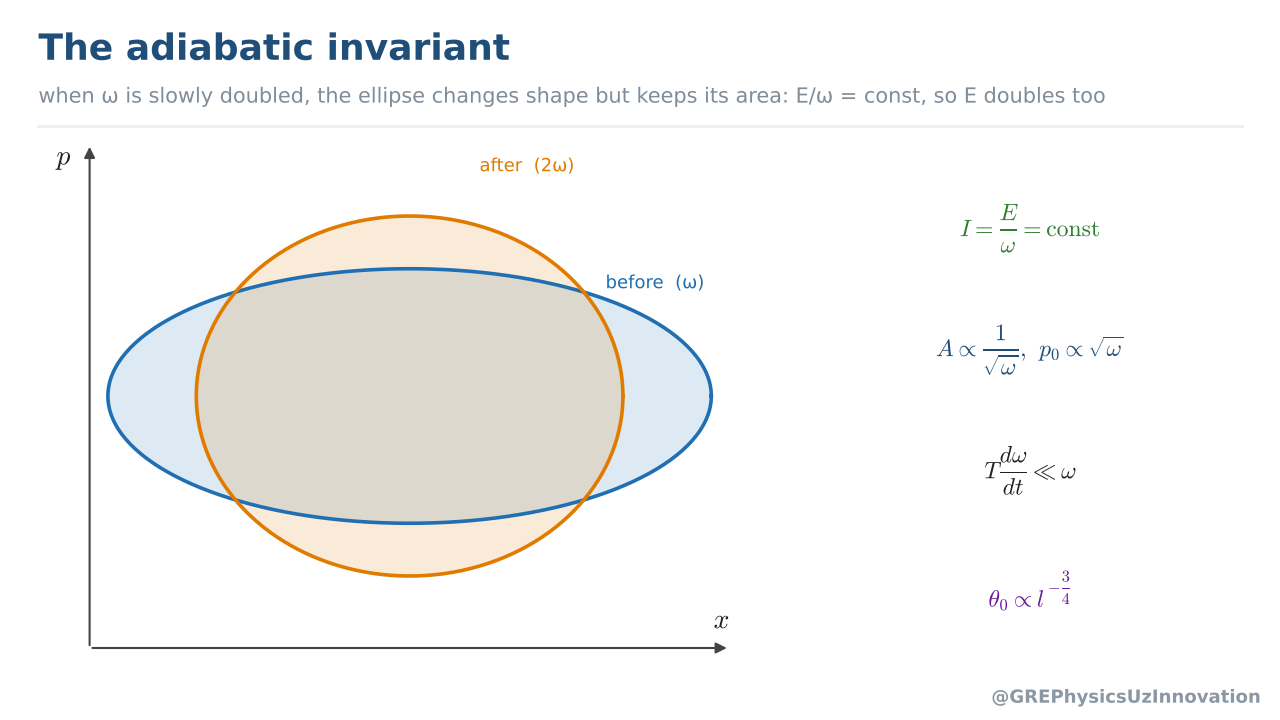 The adiabatic invariant
when ω is slowly doubled, the ellipse changes shape but keeps its area: E/ω = const, so E doubles too
p
after (2ω)
before (ω)
x
I = E/ω = const
A ∝ 1/√ω, p₀ ∝ √ω
T dω/dt ≪ ω
θ₀ ∝ l^(−3/4)
@GREPhysicsUzInnovation